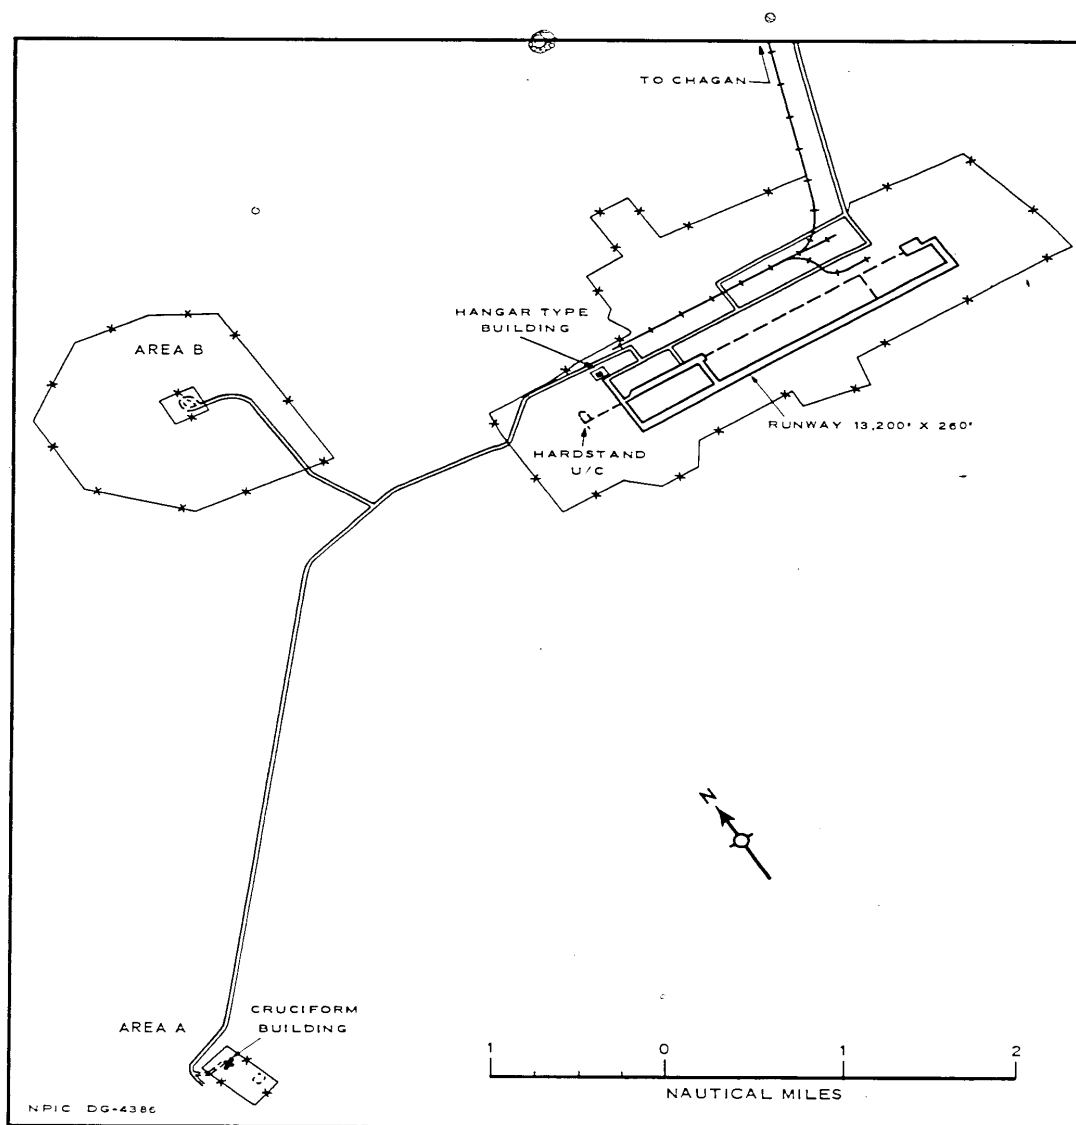 TO CHAGAN
HANGAR TYPE
BUILDING
AREA B
RUNWAY 13,200' X 260'
HARDSTAND
U/C
N
AREA A
CRUCIFORM
BUILDING
1 0 1 2
NAUTICAL MILES
NPIC DG-4386